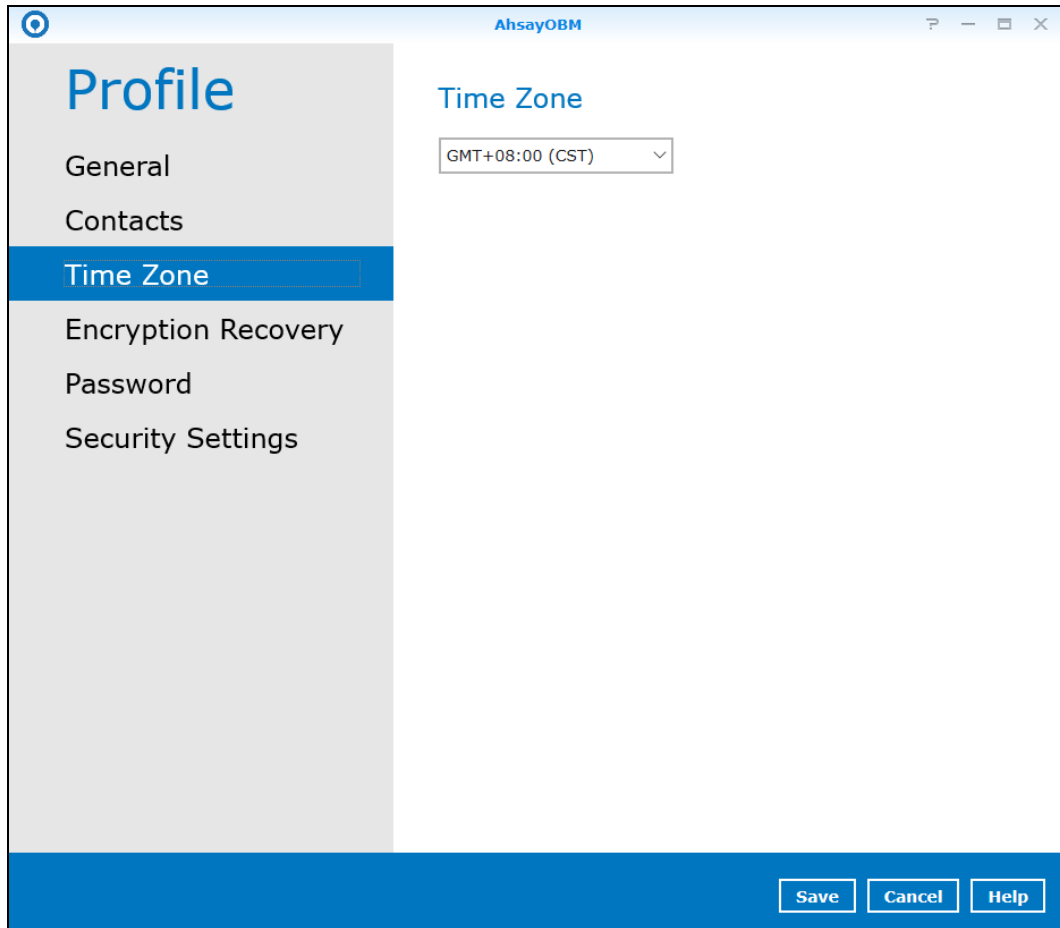 AhsayOBM
Profile
General
Contacts
Time Zone
Encryption Recovery
Password
Security Settings
Time Zone
GMT+08:00 (CST)
Save
Cancel
Help